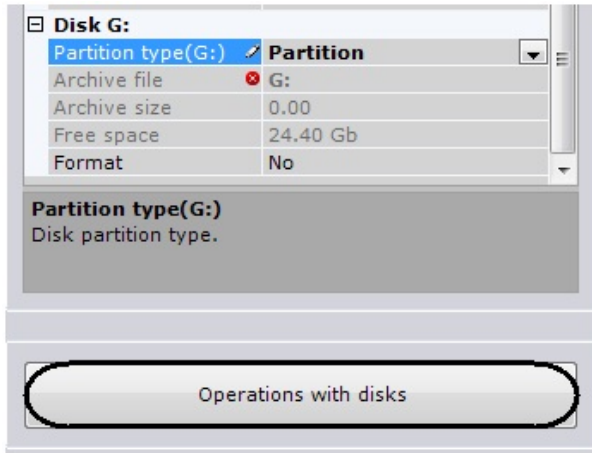 Disk G:
Partition type(G:) Partition
Archive file G:
Archive size 0.00
Free space 24.40 Gb
Format No
Partition type(G:)
Disk partition type.
Operations with disks